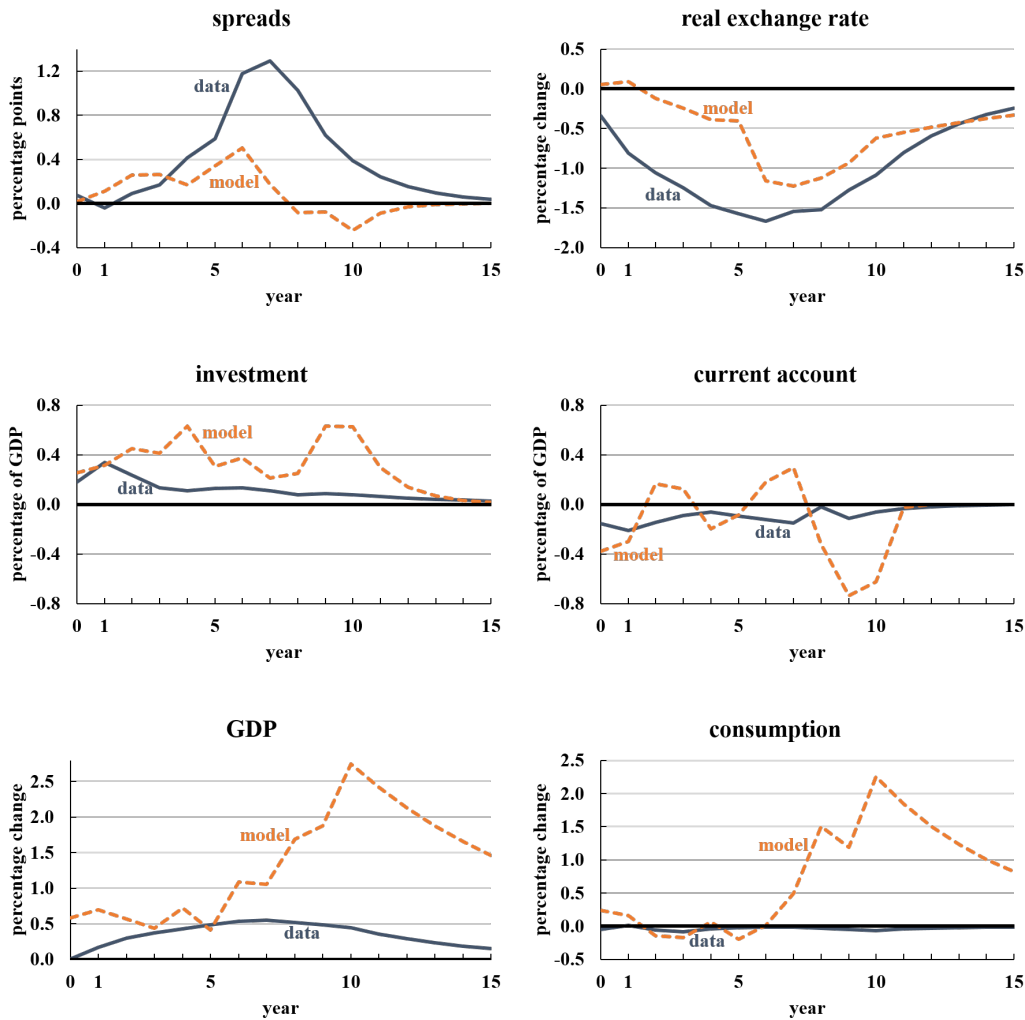 spreads
percentage points
1.2
0.8
0.4
0.0
-0.4
data
model
0 1 5 10 15
year
real exchange rate
percentage change
0.5
0.0
-0.5
-1.0
-1.5
-2.0
model
data
0 1 5 10 15
year
investment
percentage of GDP
0.8
0.4
0.0
-0.4
-0.8
model
data
0 1 5 10 15
year
current account
percentage of GDP
0.8
0.4
0.0
-0.4
-0.8
data
model
0 1 5 10 15
year
GDP
percentage change
2.5
2.0
1.5
1.0
0.5
0.0
model
data
0 1 5 10 15
year
consumption
percentage change
2.5
2.0
1.5
1.0
0.5
0.0
-0.5
model
data
0 1 5 10 15
year